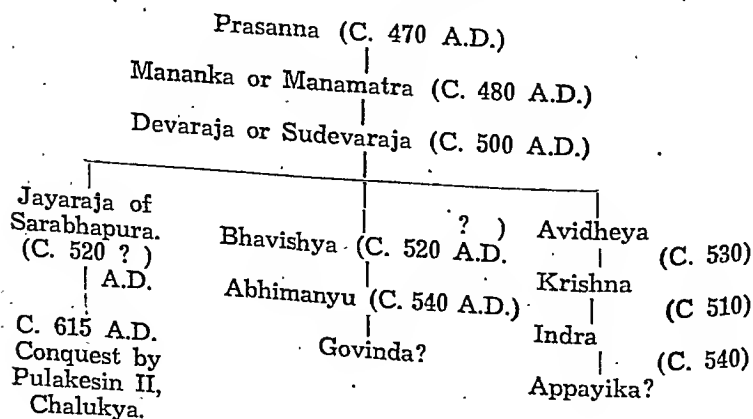 Prasanna (C. 470 A.D.)
Mananka or Manamatra (C. 480 A.D.)
Devaraja or Sudevaraja (C. 500 A.D.)
Jayaraja of
Sarabhapura.
(C. 520 ? )
A.D.
C. 615 A.D.
Conquest by
Pulakesin II,
Chalukya.
? )
Bhavishya (C. 520 A.D.
Abhimanyu (C. 540 A.D.)
Govinda?
Avidheya
(C. 530)
Krishna
(C 510)
Indra
(C. 540)
Appayika?